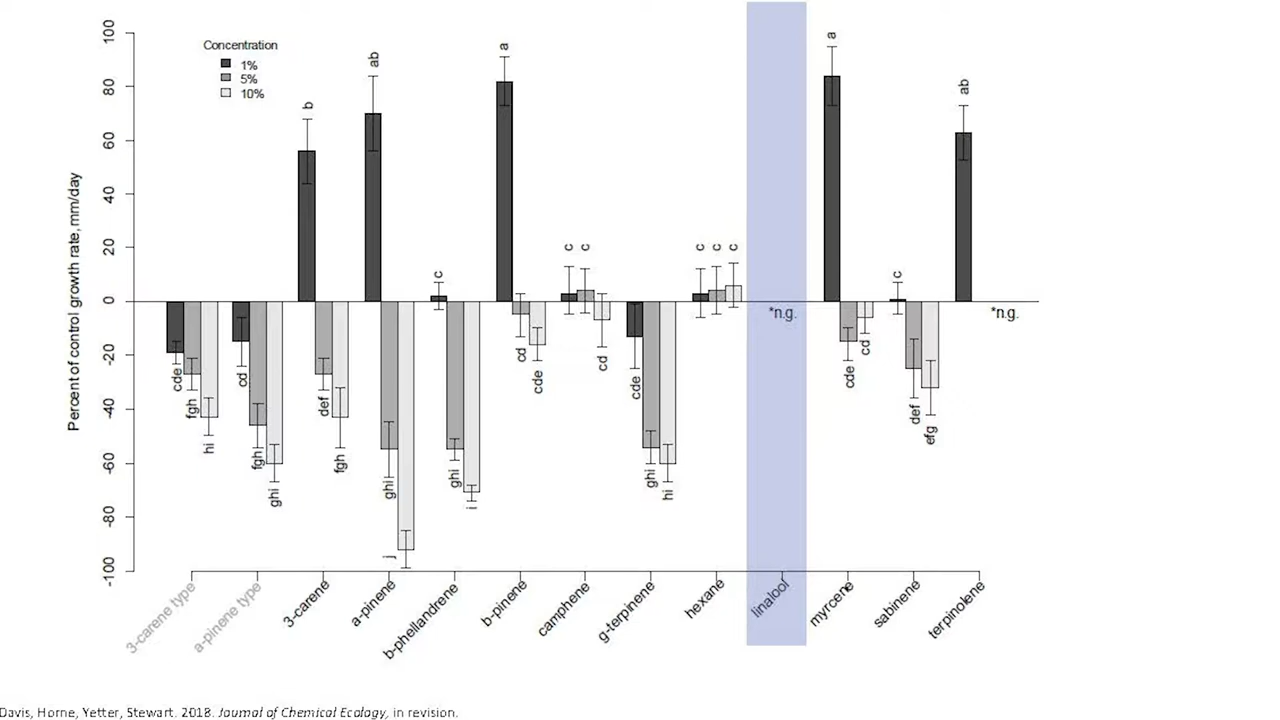 Concentration
1%
5%
10%
Percent of control growth rate, mm/day
100
80
60
40
20
0
20
-40
-60
-80
-100
cde
fgh
hi
cd
fgh
ghi
b
def
fgh
ab
ghi
j
c
ghi
i
a
cd
cde
c
c
cd
cde
ghi
hi
c
c
c
*n.g.
a
cde
cd
c
def
efg
ab
*n.g.
3-carene type
a-pinene type
3-carene
a-pinene
b-phellandrene
b-pinene
camphene
g-terpinene
hexane
linalool
myrcene
sabinene
terpinolene
Davis, Horne, Yetter, Stewart. 2018. Journal of Chemical Ecology, in revision.